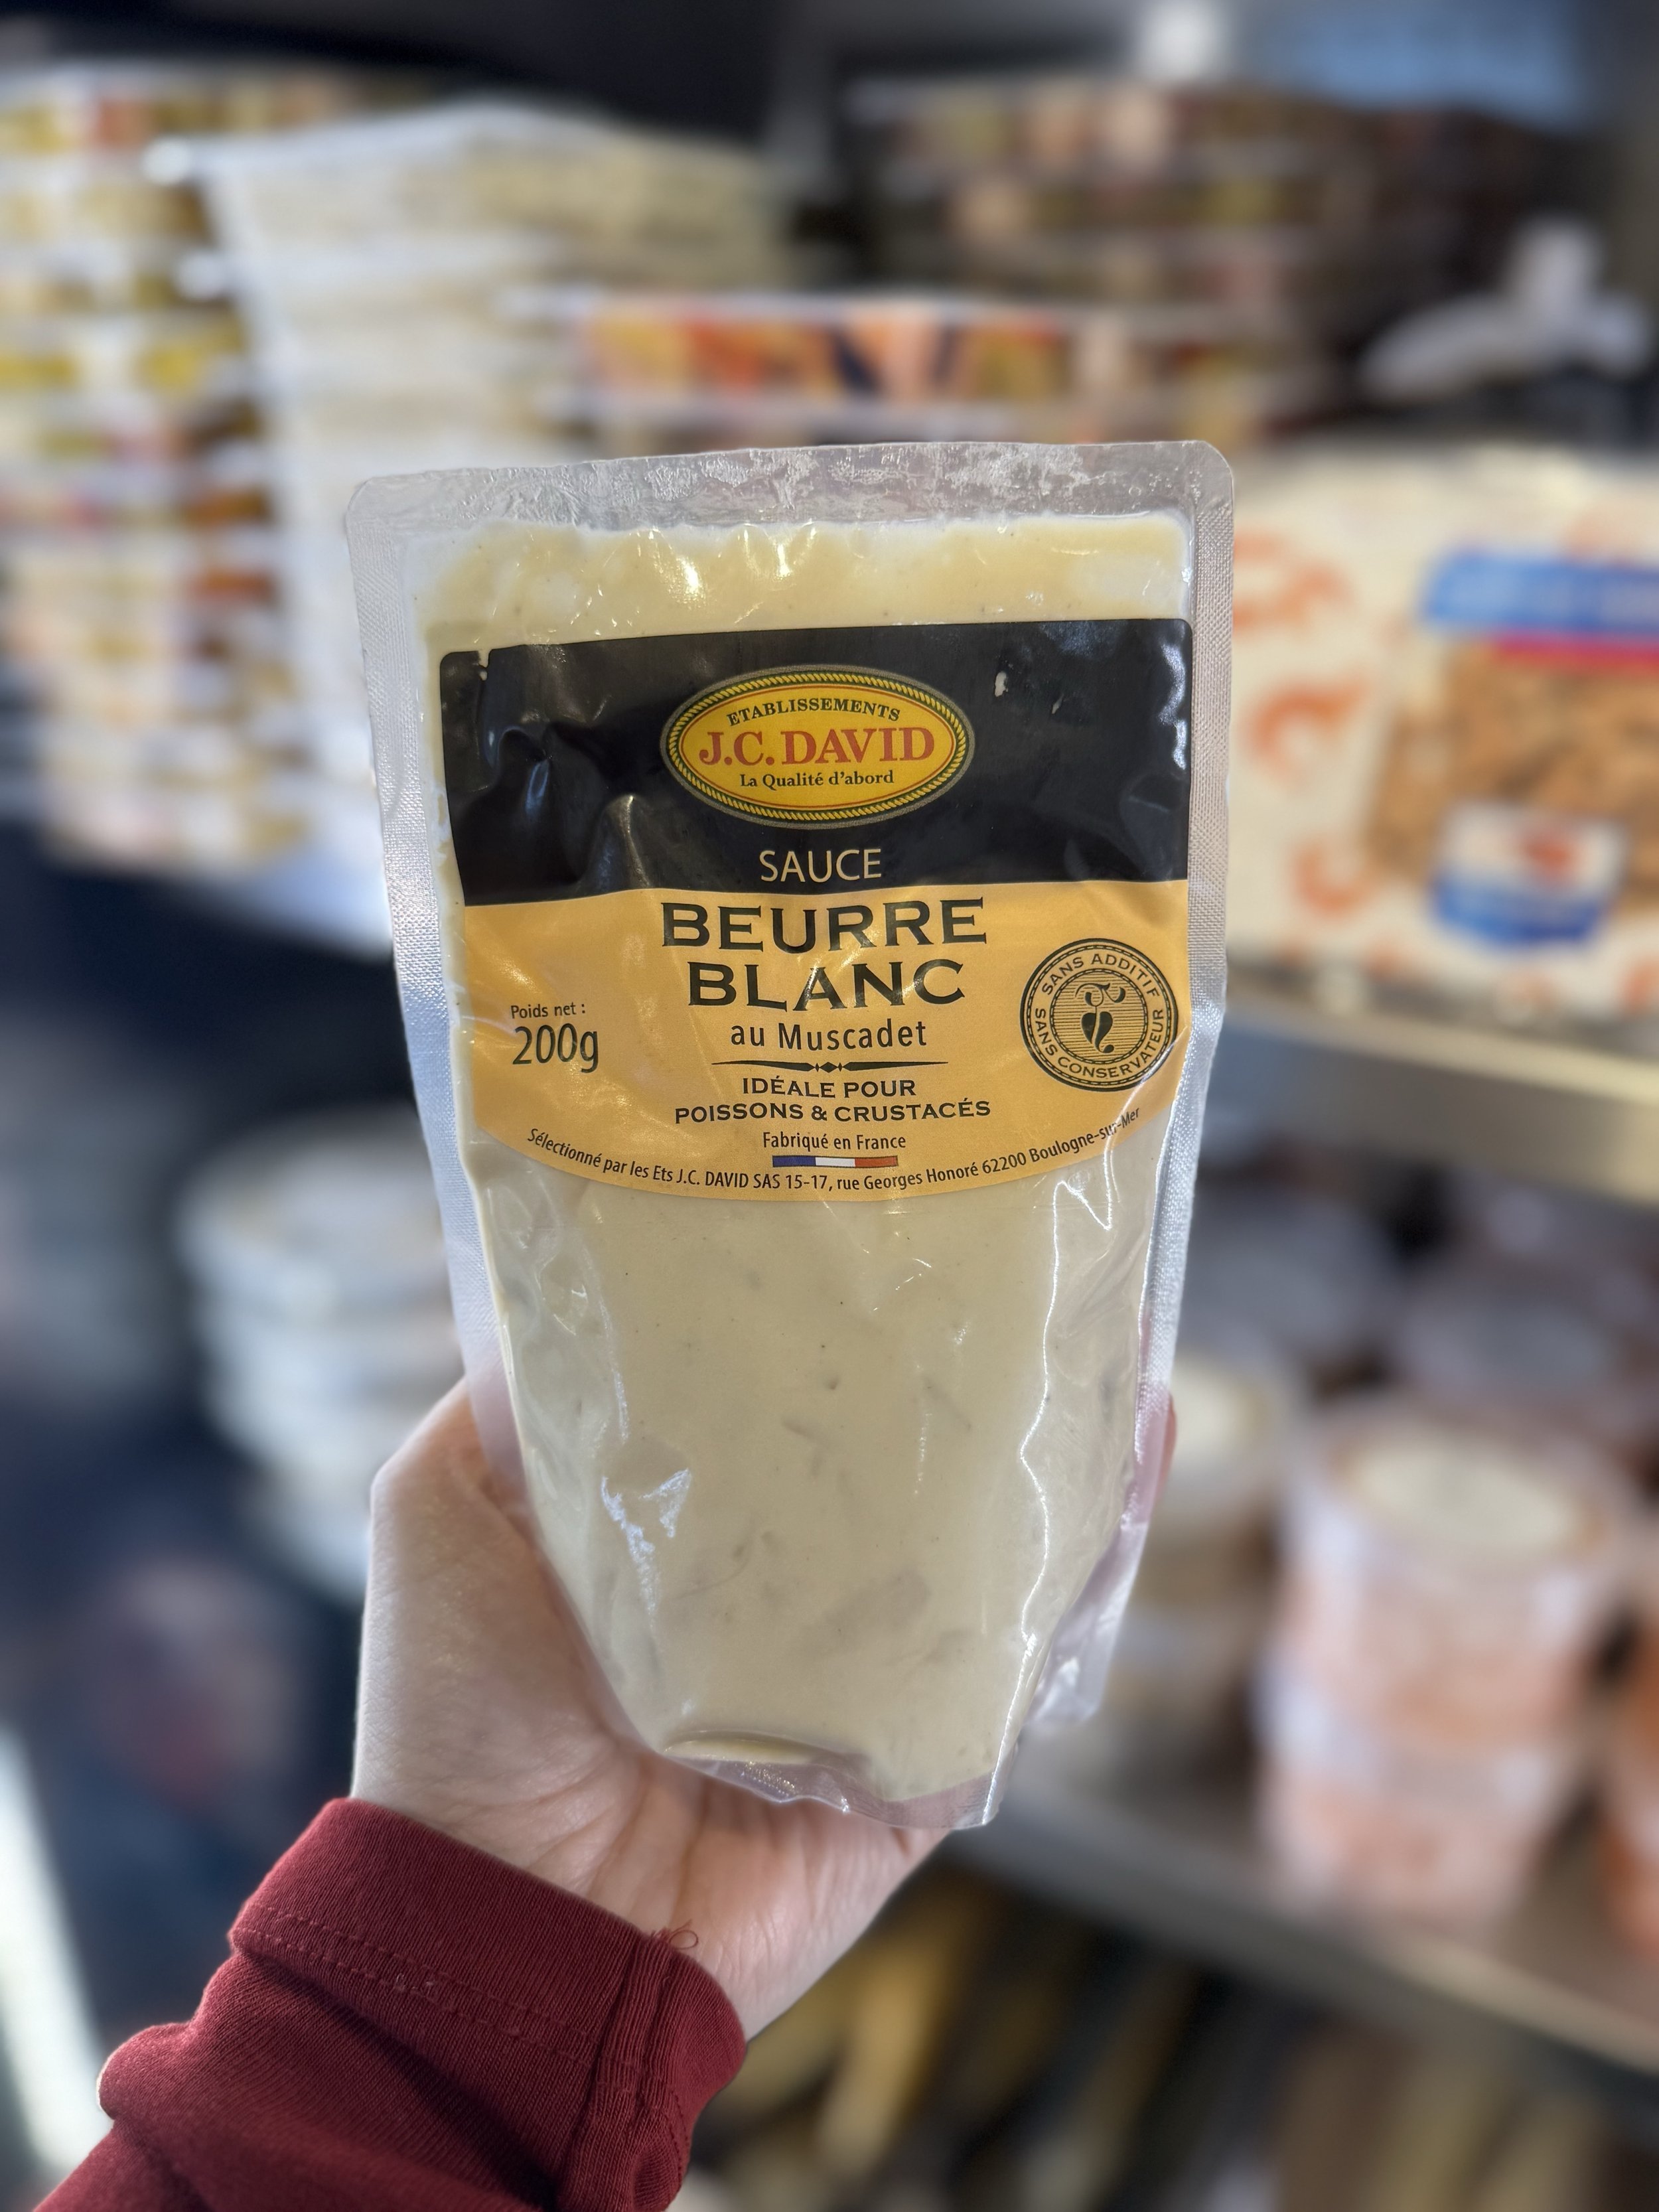 ETABLISSEMENTS
J.C. DAVID
La Qualité d'abord
SAUCE
BEURRE
BLANC
au Muscadet
Poids net :
200g
SANS ADDITIF
SANS CONSERVATEUR
IDÉALE POUR
POISSONS & CRUSTACÉS
Fabriqué en France
Sélectionné par les Ets J.C. DAVID SAS 15-17, rue Georges Honoré 62200 Boulogne-sur-Mer